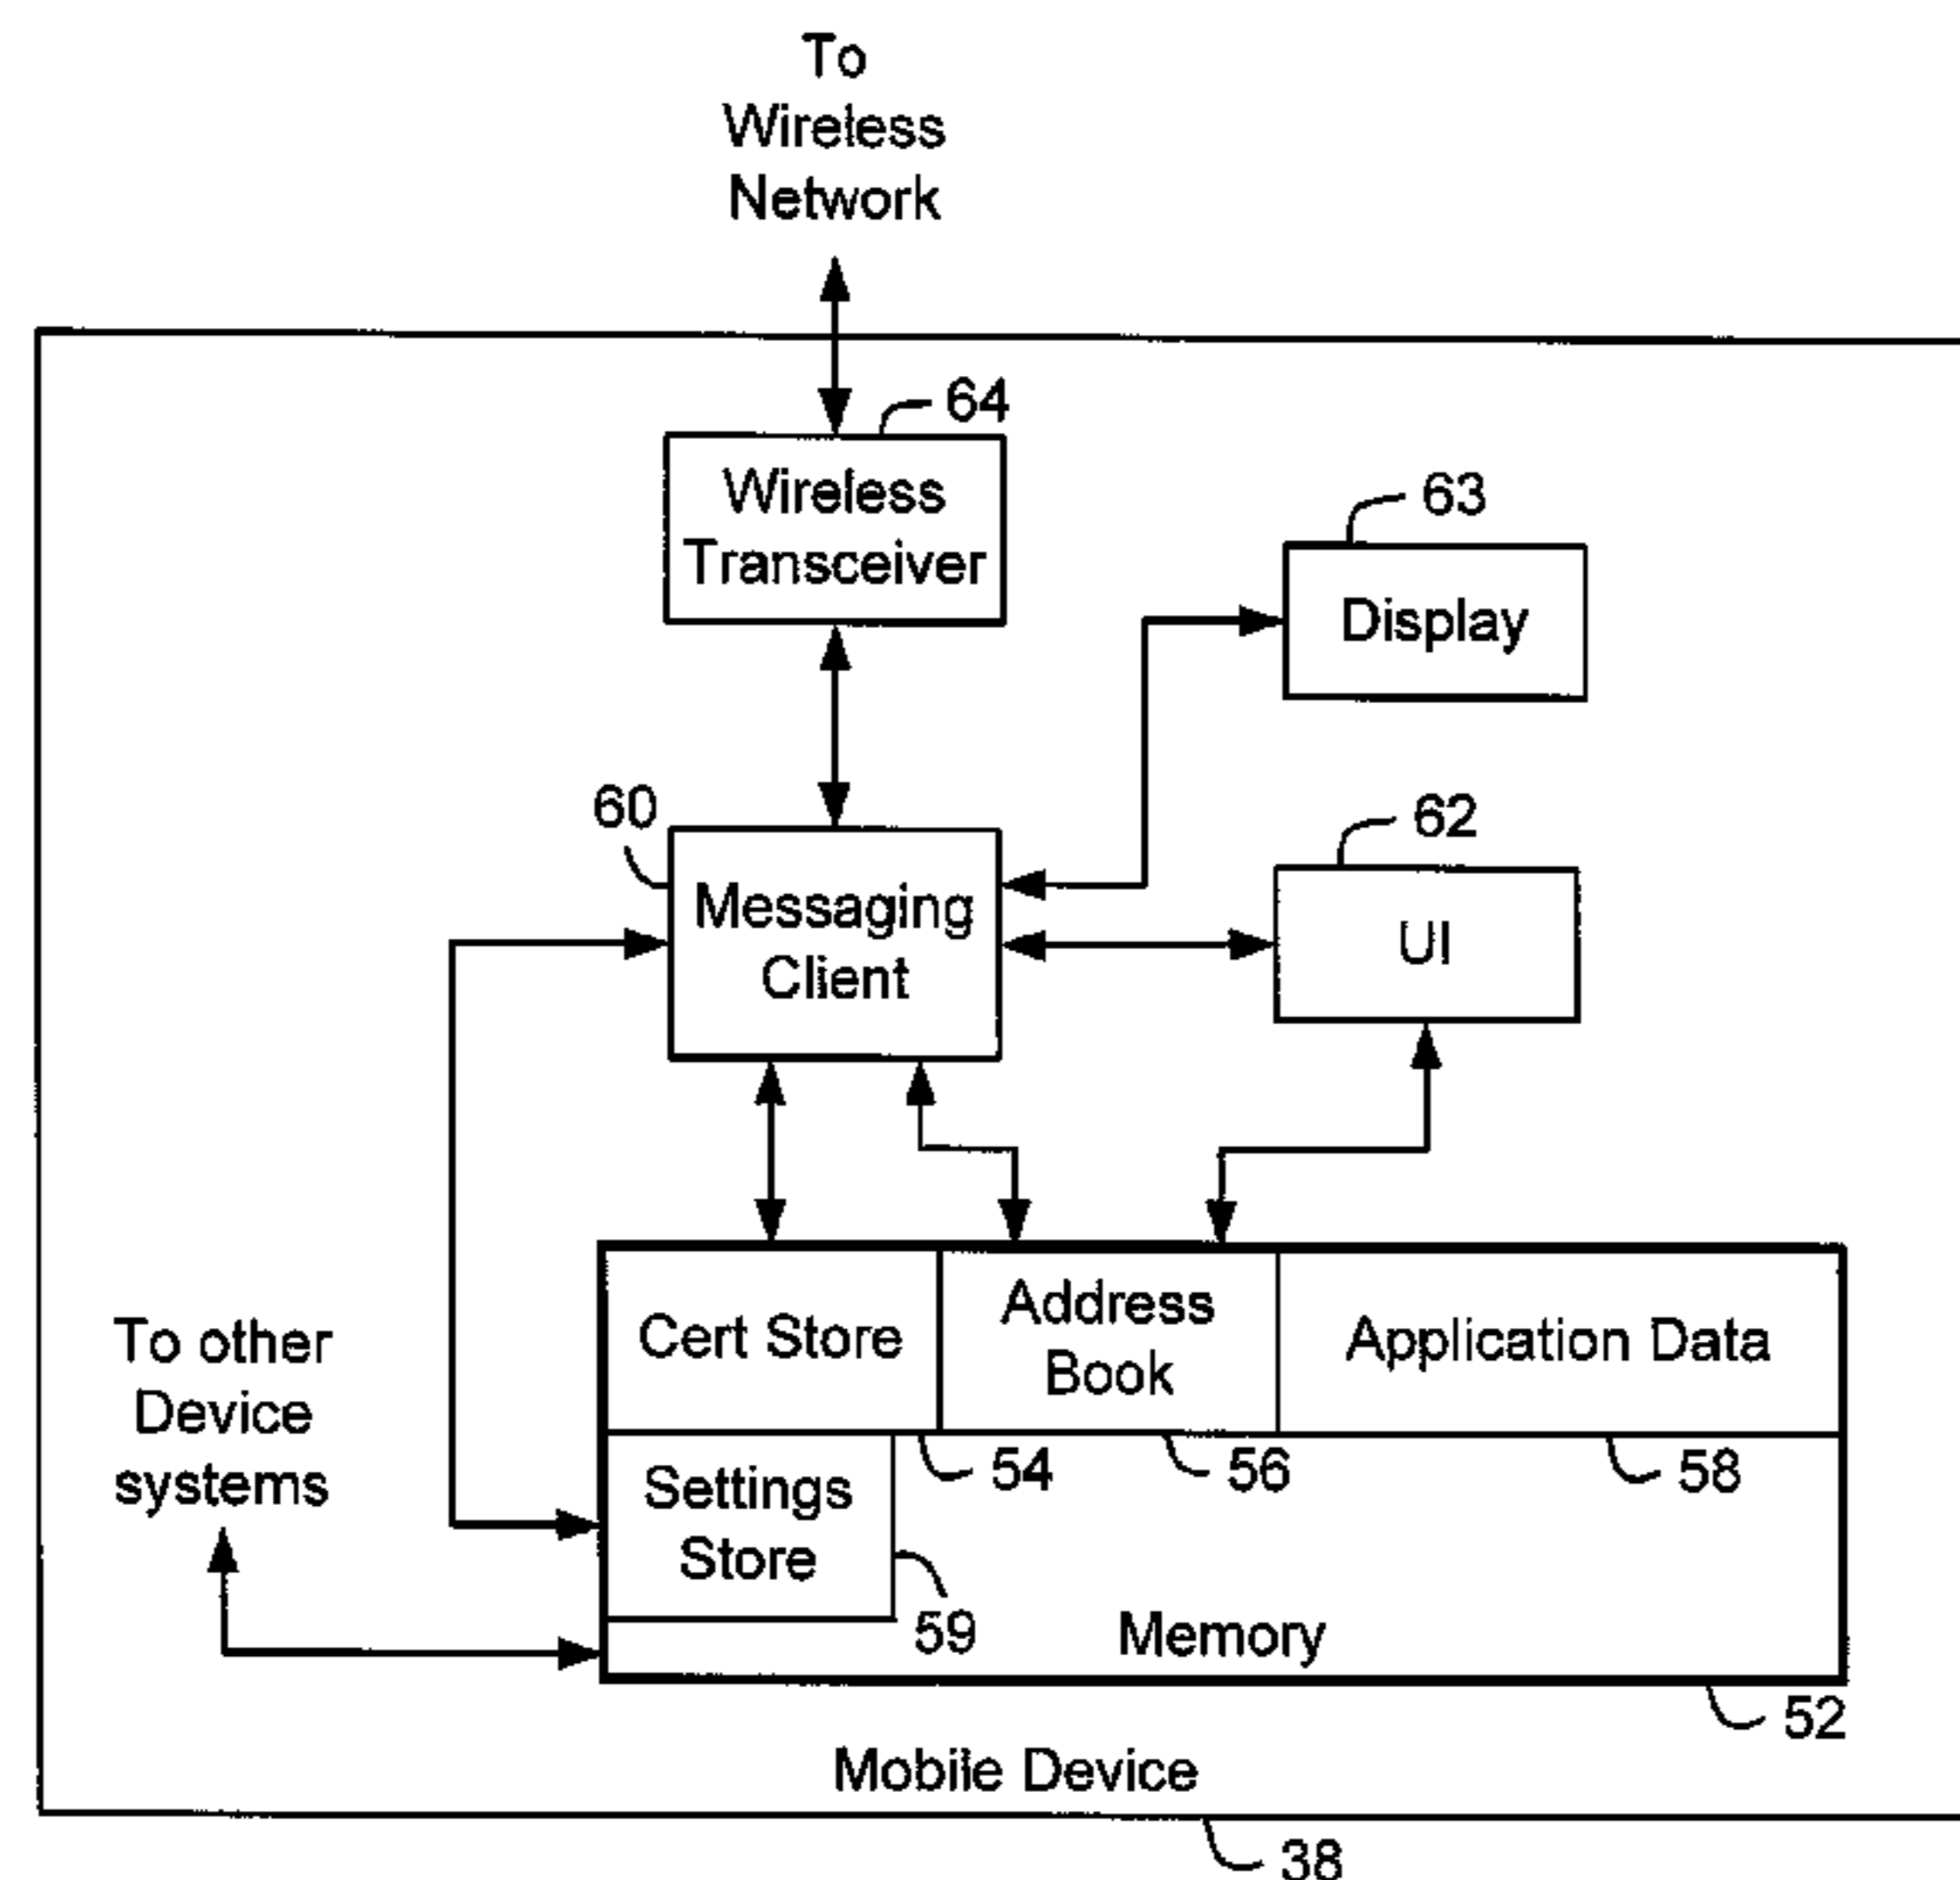 To
Wireless
Network
64
Wireless
Transceiver
63
Display
60
Messaging
Client
62
UI
Cert Store
Address
Book
Application Data
To other
Device
systems
54
56
58
Settings
Store
59
Memory
52
Mobile Device
38